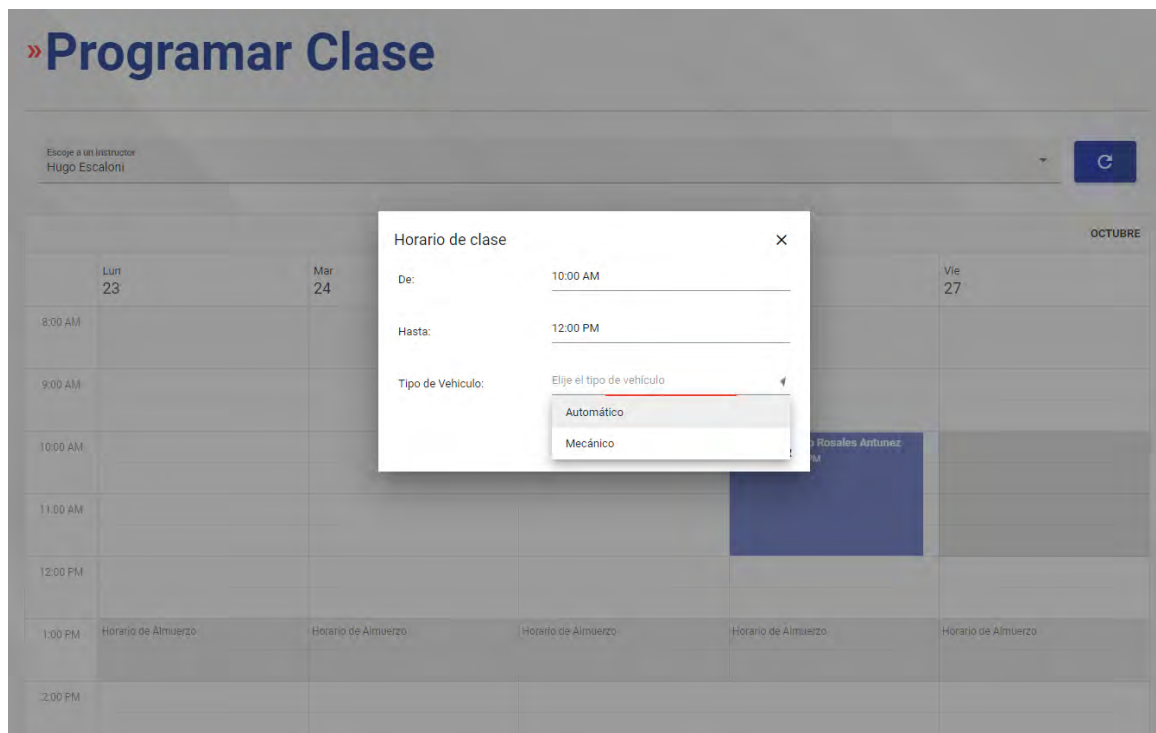 »Programar Clase
Escoje a un instructor
Hugo Escaloni
OCTUBRE
Lun
23
Mar
24
Vie
27
Horario de clase
De:
10:00 AM
Hasta:
12:00 PM
Tipo de Vehiculo:
Elije el tipo de vehículo
Automático
Mecánico
8:00 AM
9:00 AM
10:00 AM
Rosales Antunez
PM
11:00 AM
12:00 PM
1:00 PM
Horario de Almuerzo
Horario de Almuerzo
Horario de Almuerzo
Horario de Almuerzo
Horario de Almuerzo
2:00 PM